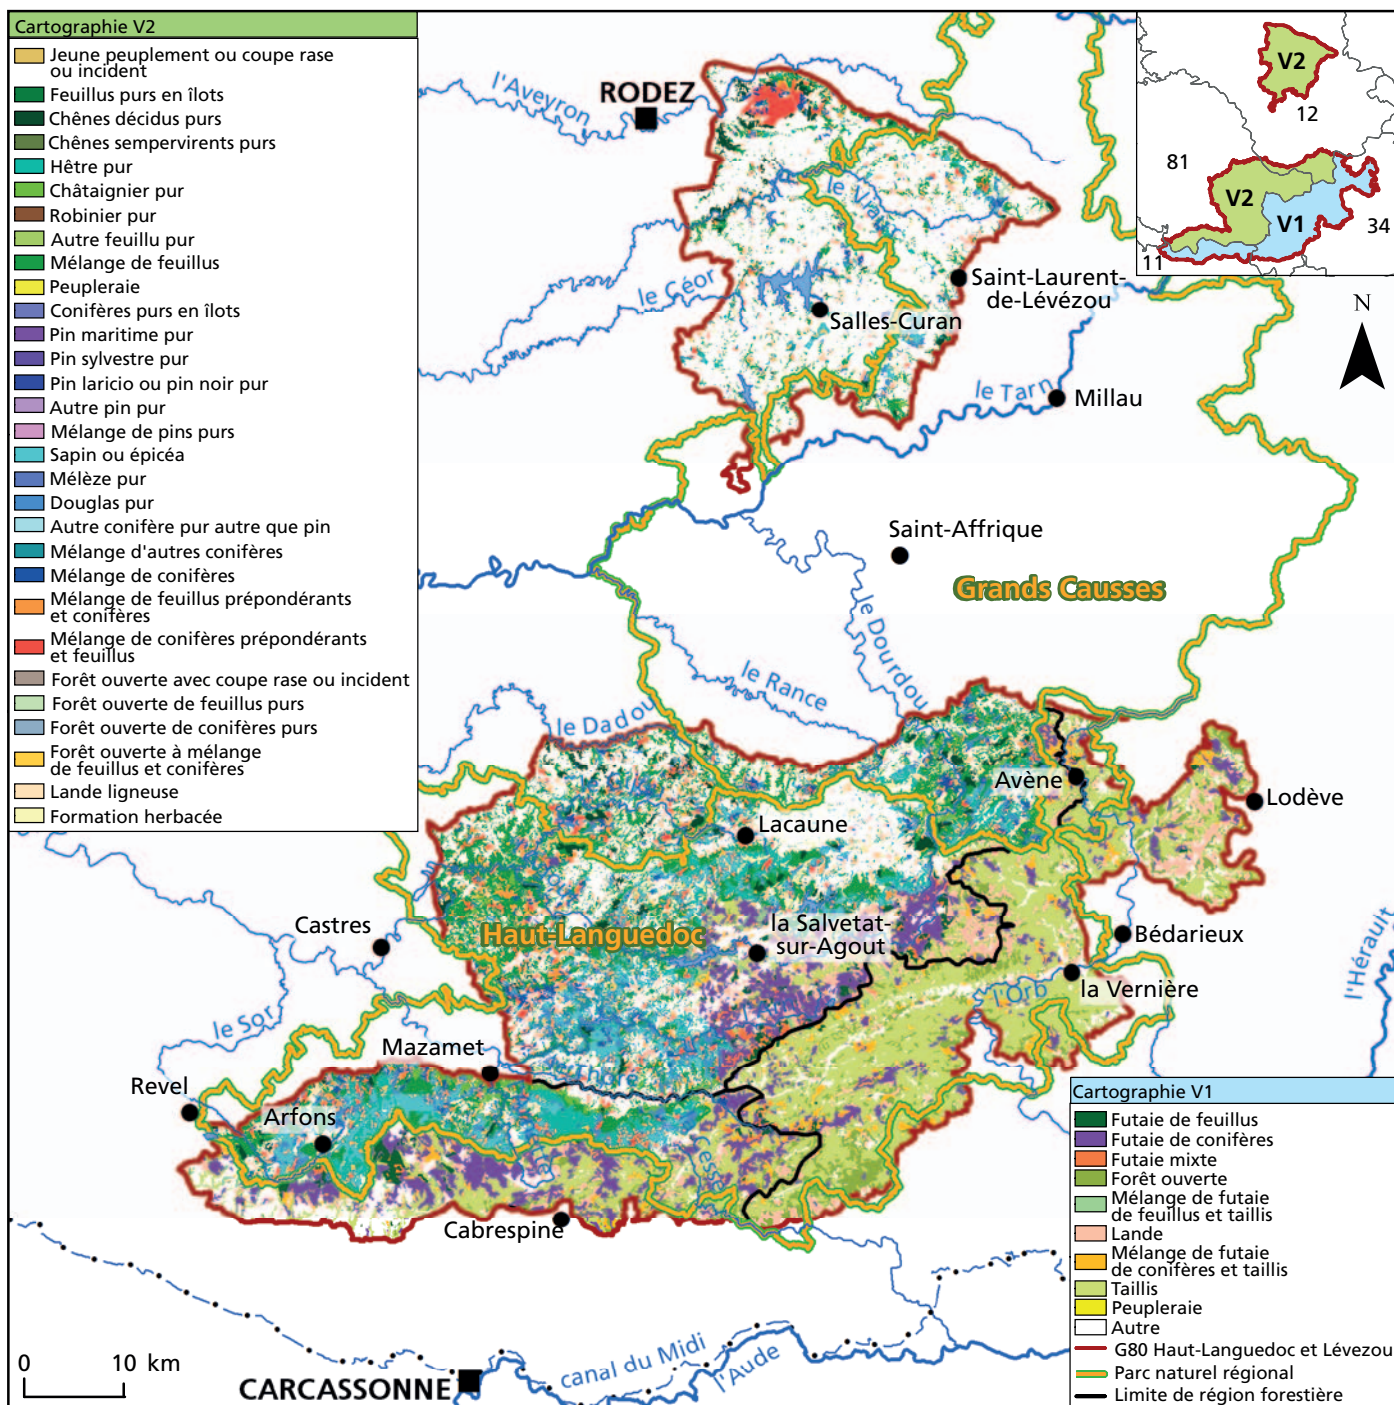 Cartographie V2
Jeune peuplement ou coupe rase
ou incident
Feuillus purs en îlots
Chênes décidus purs
Chênes sempervirents purs
Hêtre pur
Châtaignier pur
Robinier pur
Autre feuillu pur
Mélange de feuillus
Peupleraie
Conifères purs en îlots
Pin maritime pur
Pin sylvestre pur
Pin laricio ou pin noir pur
Autre pin pur
Mélange de pins purs
Sapin ou épicéa
Mélèze pur
Douglas pur
Autre conifère pur autre que pin
Mélange d'autres conifères
Mélange de conifères
Mélange de feuillus prépondérants
et conifères
Mélange de conifères prépondérants
et feuillus
Forêt ouverte avec coupe rase ou incident
Forêt ouverte de feuillus purs
Forêt ouverte de conifères purs
Forêt ouverte à mélange
de feuillus et conifères
Lande ligneuse
Formation herbacée
V2
12
81
V2
V1
34
11
N
l'Aveyron
RODEZ
le Viaur
le Céor
Saint-Laurent-
de-Lévézou
Salles-Curan
le Tarn
Millau
Saint-Affrique
Grands Causses
le Dourdou
le Rance
le Dadou
Avène
Lodève
Lacaune
Castres
Haut-Languedoc
la Salvetat-
sur-Agout
Bédarieux
l'Hérault
l'Orb
la Vernière
le Sor
Mazamet
le Thoré
Revel
Arfons
Cesse
Cabrespine
0 10 km
CARCASSONNE
canal du Midi
l'Aude
Cartographie V1
Futaie de feuillus
Futaie de conifères
Futaie mixte
Forêt ouverte
Mélange de futaie
de feuillus et taillis
Lande
Mélange de futaie
de conifères et taillis
Taillis
Peupleraie
Autre
G80 Haut-Languedoc et Lévezou
Parc naturel régional
Limite de région forestière